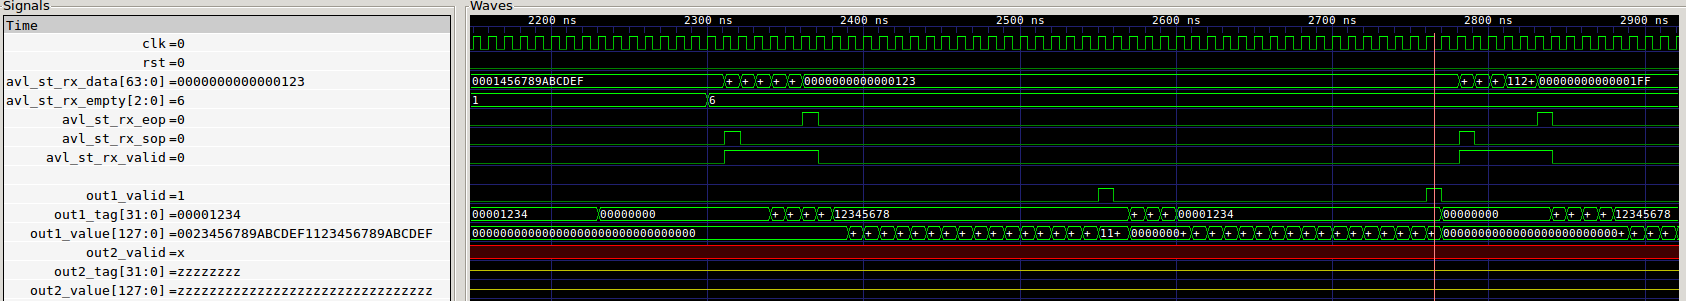 Signals Waves
Time 2200 ns 2300 ns 2400 ns 2500 ns 2600 ns 2700 ns 2800 ns 2900 ns
clk =0
rst =0
avl_st_rx_data[63:0] =0000000000000123 0001456789ABCDEF + + + + + 0000000000000123 + + + 112+ 00000000000001FF
avl_st_rx_empty[2:0] =6 1 6
avl_st_rx_eop =0
avl_st_rx_sop =0
avl_st_rx_valid =0
out1_valid =1
out1_tag[31:0] =00001234 00001234 00000000 + + + + 12345678 + + + 00001234 00000000 + + + + 12345678
out1_value[127:0] =0023456789ABCDEF1123456789ABCDEF 00000000000000000000000000000000 + + + + + + + + + + + + + + + + 11+ 0000000+ + + + + + + + + + + + + + + + 0000000000000000000000000000+ + + +
out2_valid =x
out2_tag[31:0] =zzzzzzzz
out2_value[127:0] =zzzzzzzzzzzzzzzzzzzzzzzzzzzzzzzz